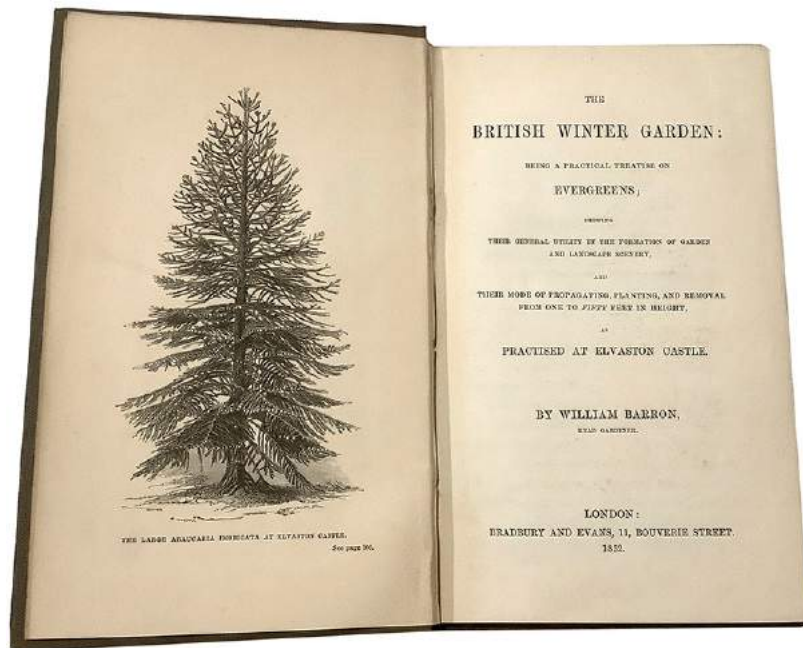 THE LARGE ARAUCARIA IMBRICATA AT ELVASTON CASTLE.
See page
THE
BRITISH WINTER GARDEN:
BEING A PRACTICAL TREATISE ON
EVERGREENS;
SHEWING
THEIR GENERAL UTILITY IN THE FORMATION OF GARDEN
AND LANDSCAPE SCENERY,
AND
THEIR MODE OF PROPAGATING, PLANTING, AND REMOVAL
FROM ONE TO FIFTY FEET IN HEIGHT,
AS
PRACTISED AT ELVASTON CASTLE.
BY WILLIAM BARRON,
HEAD GARDENER.
LONDON:
BRADBURY AND EVANS, 11, BOUVERIE STREET.
1852.